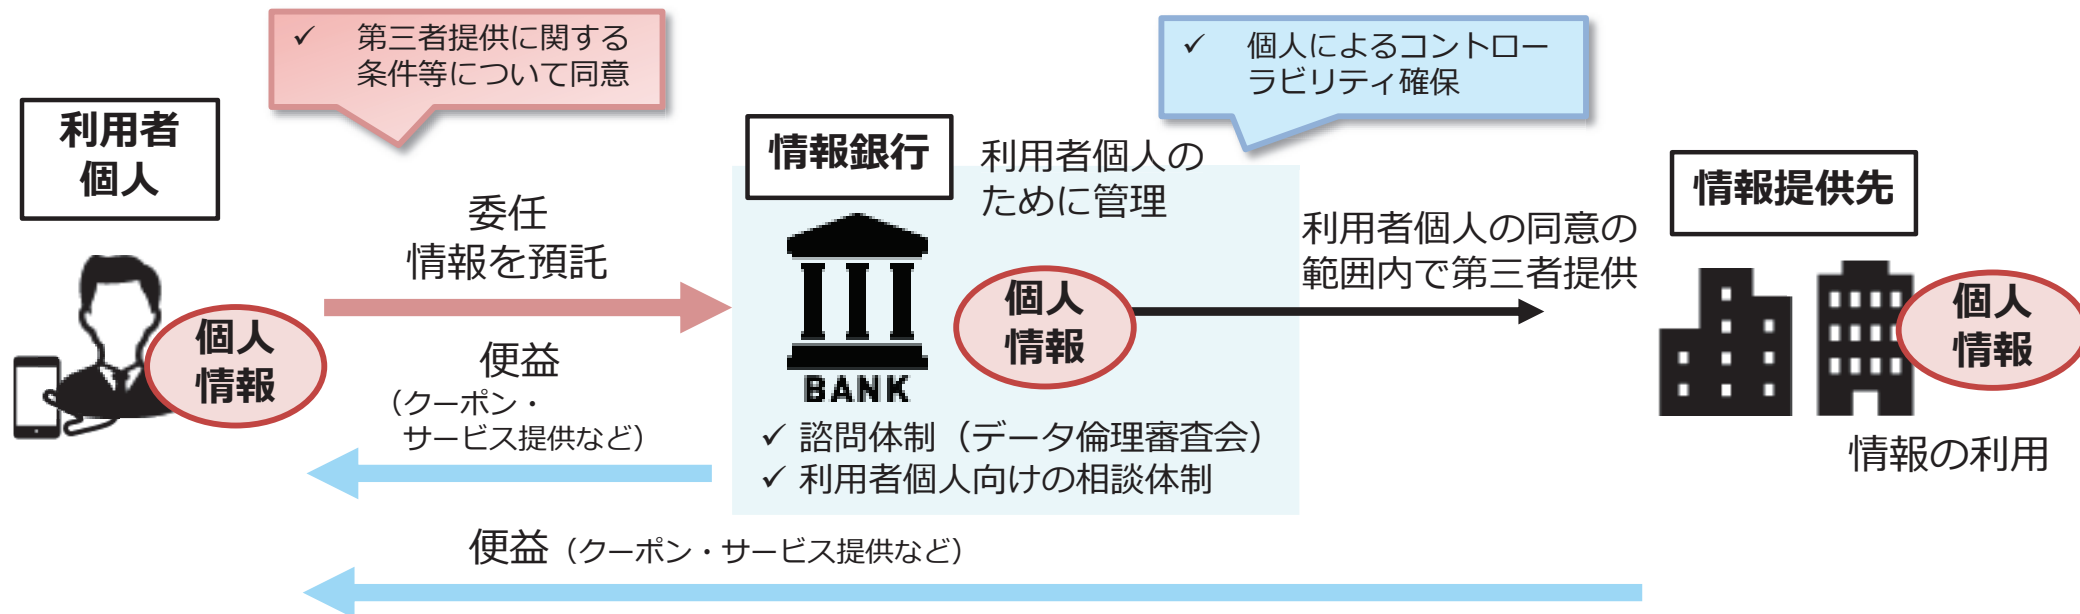 ✓ 第三者提供に関する
条件等について同意
✓ 個人によるコントロー
ラビリティ確保
利用者
個人
情報銀行
利用者個人の
ために管理
情報提供先
委任
情報を預託
利用者個人の同意の
範囲内で第三者提供
個人
情報
個人
情報
個人
情報
便益
（クーポン・
サービス提供など）
BANK
✓ 諮問体制（データ倫理審査会）
✓ 利用者個人向けの相談体制
情報の利用
便益（クーポン・サービス提供など）